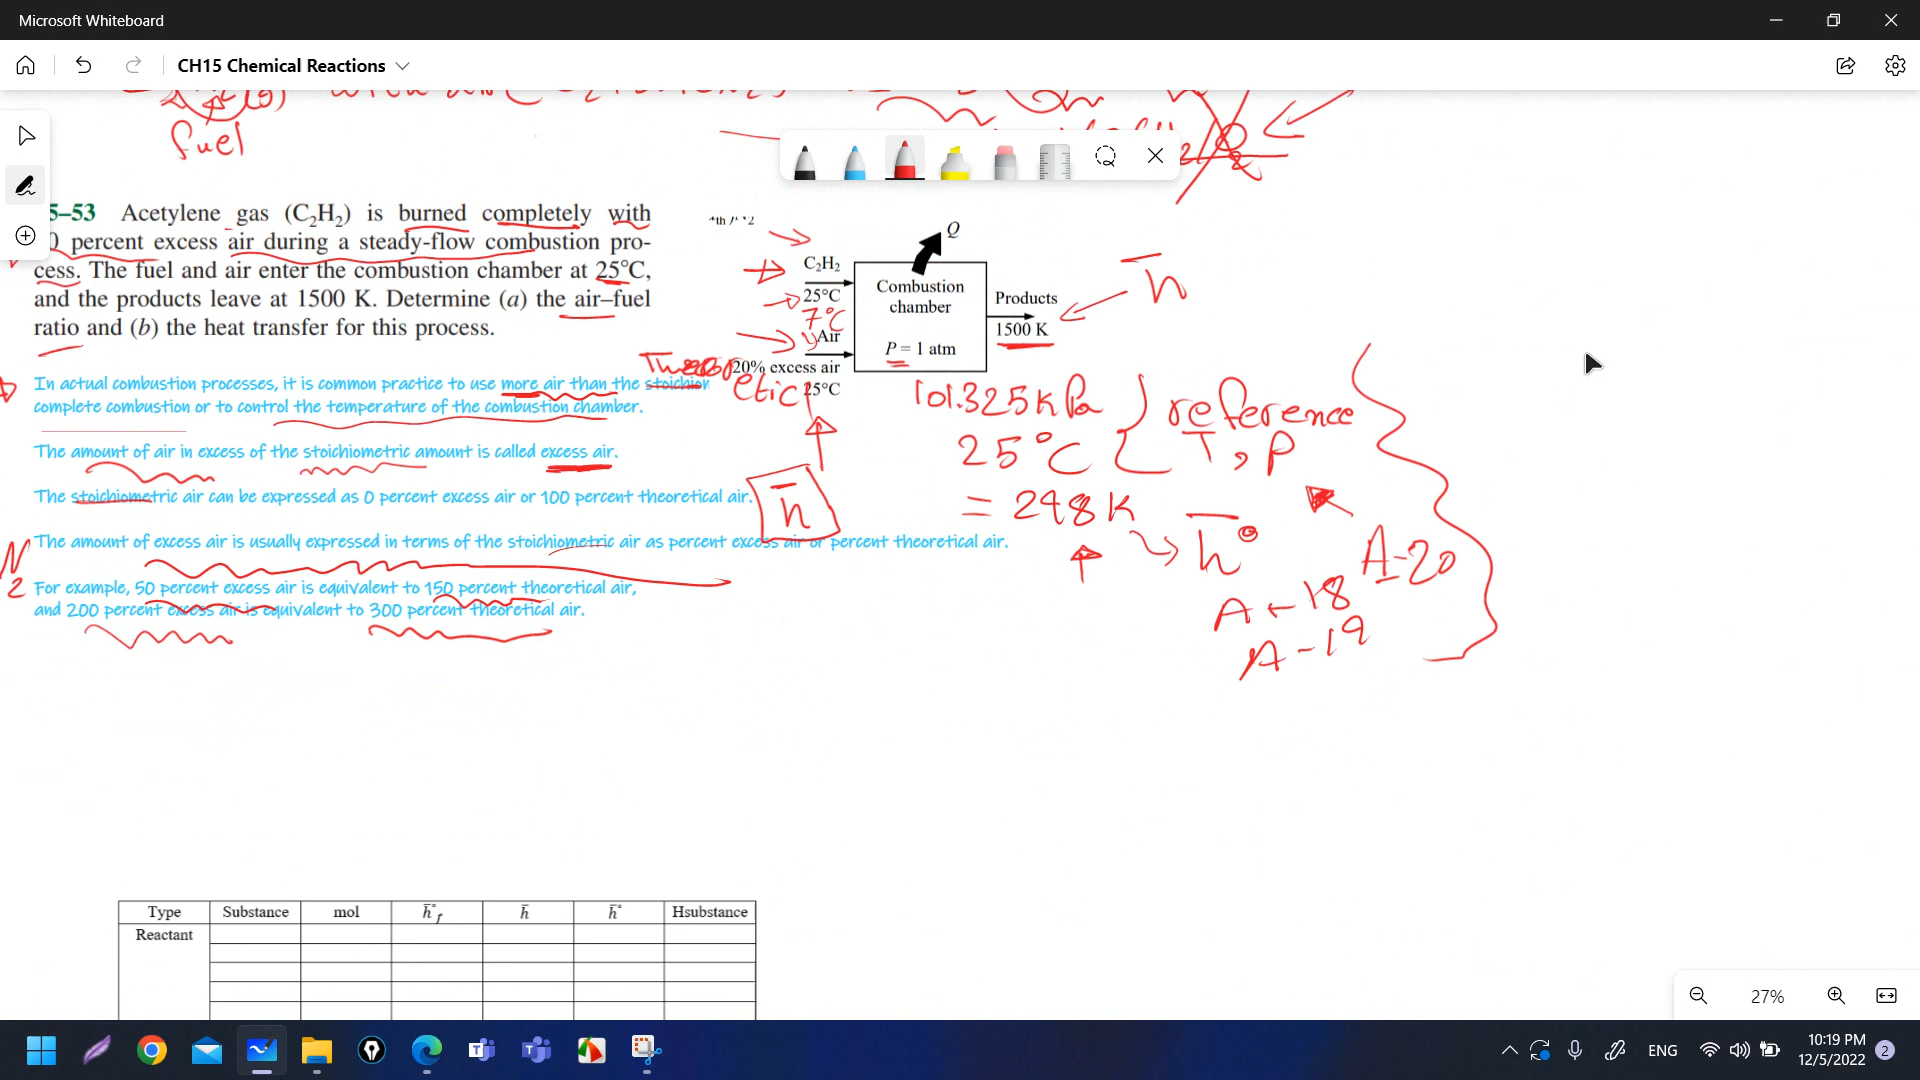 Microsoft Whiteboard
CH15 Chemical Reactions
fuel
5–53 Acetylene gas (C₂H₂) is burned completely with
0 percent excess air during a steady-flow combustion pro-
cess. The fuel and air enter the combustion chamber at 25°C,
and the products leave at 1500 K. Determine (a) the air–fuel
ratio and (b) the heat transfer for this process.
Q
C₂H₂
25°C
7°C
Air
20% excess air
25°C
Combustion
chamber
P = 1 atm
Products
1500 K
h̄
Theoretical
In actual combustion processes, it is common practice to use more air than the stoichion
complete combustion or to control the temperature of the combustion chamber.
The amount of air in excess of the stoichiometric amount is called excess air.
The stoichiometric air can be expressed as 0 percent excess air or 100 percent theoretical air.
The amount of excess air is usually expressed in terms of the stoichiometric air as percent excess air or percent theoretical air.
For example, 50 percent excess air is equivalent to 150 percent theoretical air,
and 200 percent excess air is equivalent to 300 percent theoretical air.
N₂
h̄
101.325 kPa
25°C
= 298 K
reference
T, P
h̄°
A-20
A-18
A-19
Type Substance mol h̄°f h̄ h̄° Hsubstance
Reactant
27%
ENG
10:19 PM
12/5/2022
2